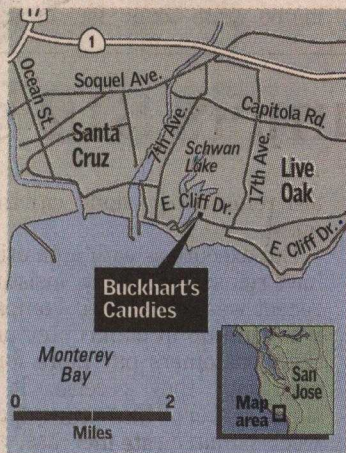 17
1
Soquel Ave.
Ocean St.
Capitola Rd.
Santa
Cruz
7th Ave.
Schwan
Lake
17th Ave.
Live
Oak
E. Cliff Dr.
E. Cliff Dr.
Buckhart's
Candies
Monterey
Bay
0 2
Miles
San
Jose
Map
area